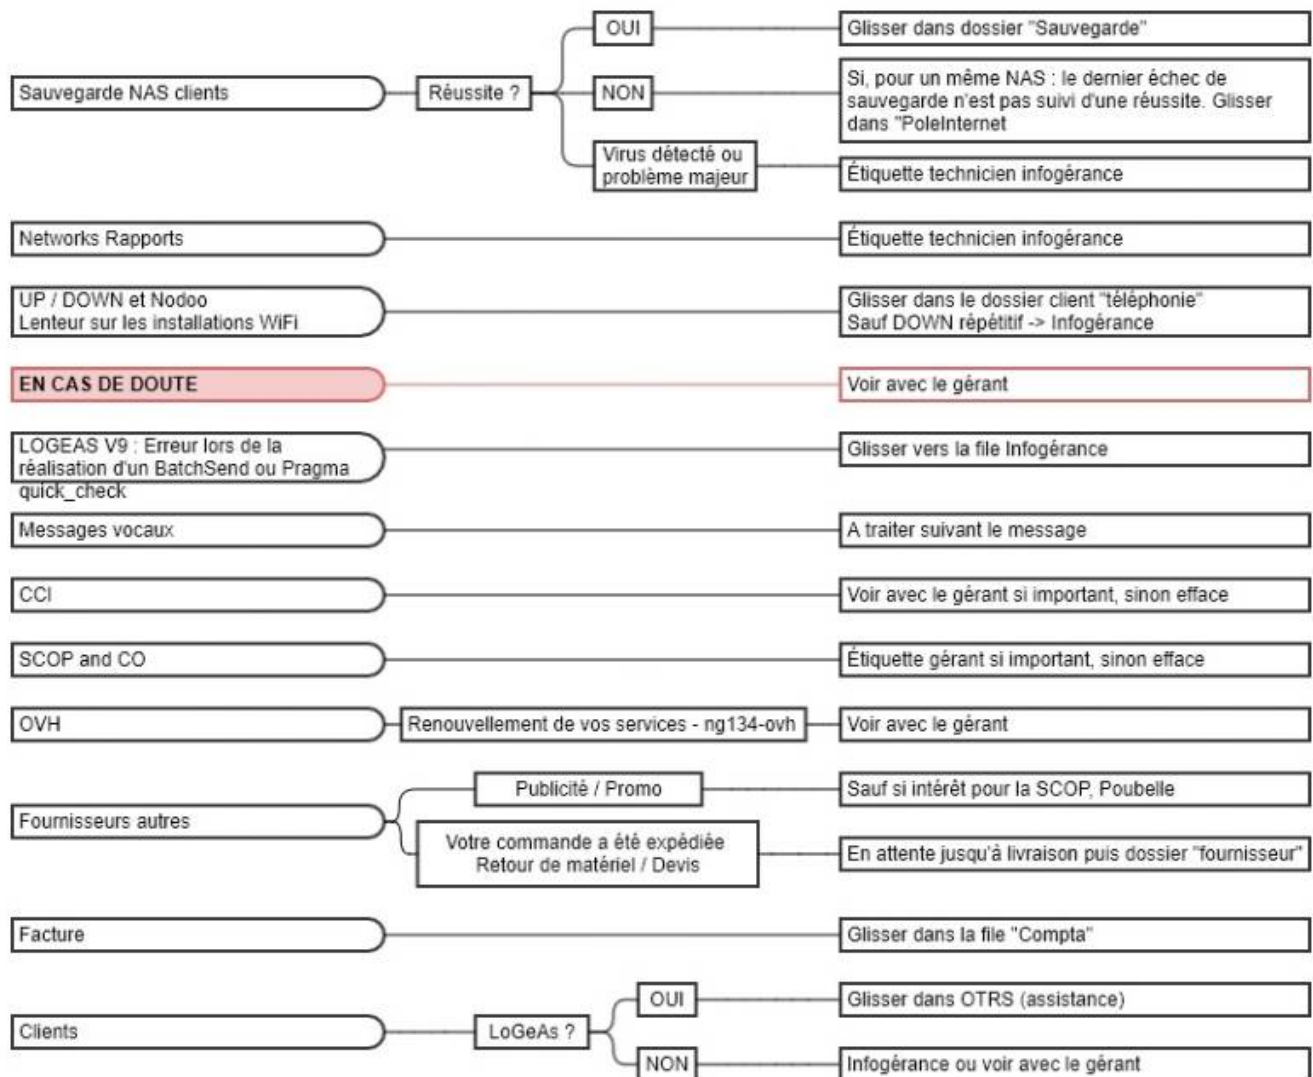 OUI
Glisser dans dossier "Sauvegarde"
Sauvegarde NAS clients
Réussite ?
NON
Si, pour un même NAS : le dernier échec de
sauvegarde n'est pas suivi d'une réussite. Glisser
dans "PoleInternet
Virus détecté ou
problème majeur
Étiquette technicien infogérance
Networks Rapports
Étiquette technicien infogérance
UP / DOWN et Nodoo
Lenteur sur les installations WiFi
Glisser dans le dossier client "téléphonie"
Sauf DOWN répétitif -> Infogérance
EN CAS DE DOUTE
Voir avec le gérant
LOGEAS V9 : Erreur lors de la
réalisation d'un BatchSend ou Pragma
quick_check
Glisser vers la file Infogérance
Messages vocaux
A traiter suivant le message
CCI
Voir avec le gérant si important, sinon efface
SCOP and CO
Étiquette gérant si important, sinon efface
OVH
Renouvellement de vos services - ng134-ovh
Voir avec le gérant
Fournisseurs autres
Publicité / Promo
Sauf si intérêt pour la SCOP, Poubelle
Votre commande a été expédiée
Retour de matériel / Devis
En attente jusqu'à livraison puis dossier "fournisseur"
Facture
Glisser dans la file "Compta"
Clients
LoGeAs ?
OUI
Glisser dans OTRS (assistance)
NON
Infogérance ou voir avec le gérant